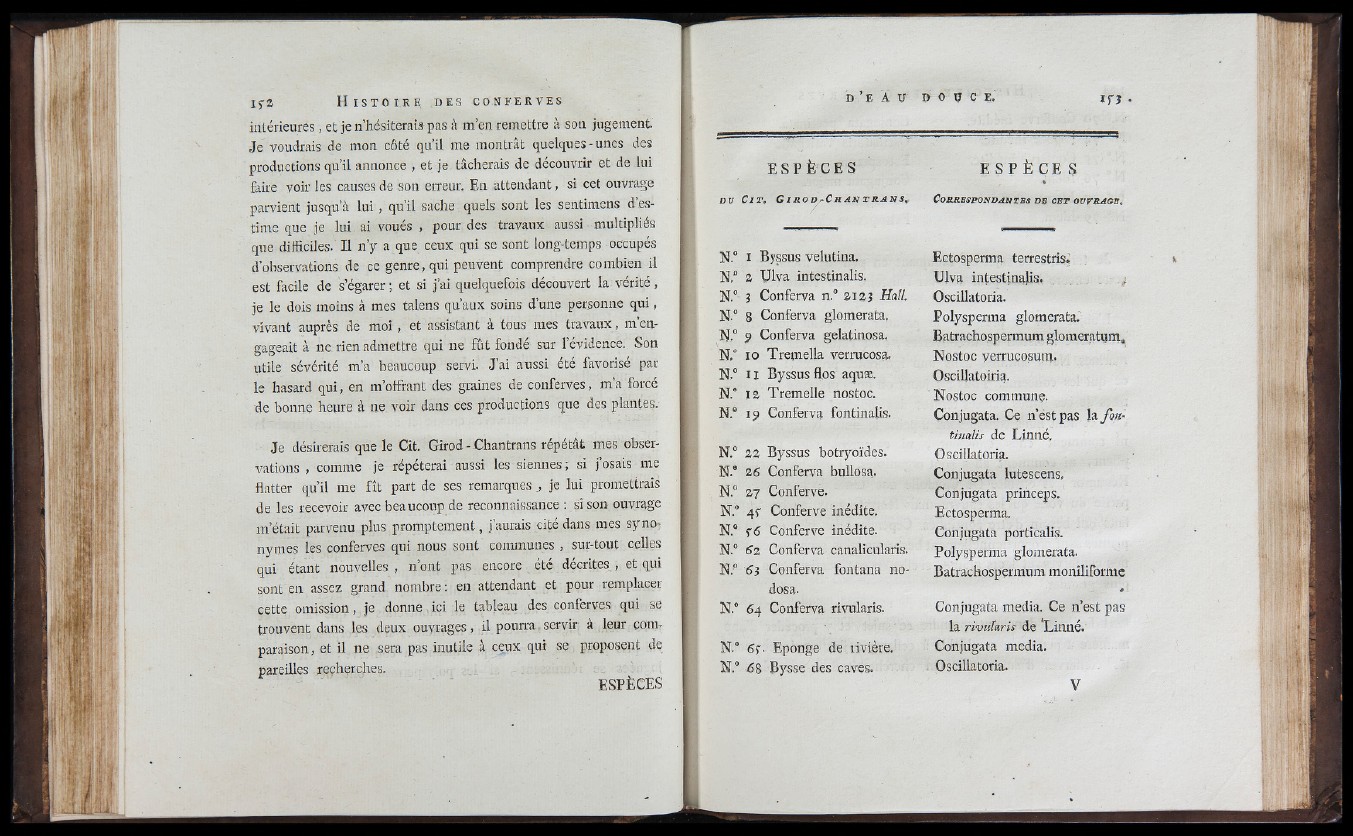 152 HISTOIRE DES CONFERVES
intérieures, et je n'hésiterais pas à m'en remettre à son jugement.
Je voudrais de mon côté qu'il me montrât quelques-unes des
productions qu'il annonce, et je tâcherais de découvrir et de lui
faire voir les causes de son erreur. En attendant, si cet ouvrage
parvient jusqu'à lui, qu'il sache quels sont les sentimens d'es-
time que je lui ai voués, pour des travaux aussi multipliés
que difficiles. Il n'y a que ceux qui se sont long-temps occupés
d'observations de ce genre, qui peuvent comprendre combien il
est facile de s'égarer; et si j'ai quelquefois découvert la vérité,
je le dois moins à mes talens qu'aux soins d'une personne qui,
vivant auprès de moi, et assistant à tous mes travaux, m'en-
gageait à ne rien admettre qui ne fût fondé sur l'évidence. Son
utile sévérité m'a beaucoup servi. J'ai aussi été favorisé par
le hasard qui, en m'offrant des graines de conferves, m'a forcé
de bonne heure à ne voir dans ces productions que des plantes.
Je désirerais que le Cit. Girod-Chantrans répétât mes obser-
vations, comme je répéterai aussi les siennes; si j'osais me
flatter qu'il me fît part de ses remarques, je lui promettrais
de les recevoir avec beaucoup de reconnaissance : si son ouvrage
m'était parvenu plus promptement, j'aurais cité dans mes syno-
nymes les conferves qui nous sont communes, sur-tout celles
qui étant nouvelles, n'ont pas encore été décrites, et qui
sont en assez grand nombre: en attendant et pour remplacer
cette omission, je donne ici le tableau des conferves qui se
trouvent dans les deux ouvrages, il pourra servir à leur com-
paraison, et il ne sera pas inutile à ceux qui se proposent de
pareilles recherches.
ESPÈCES
D'EAU DOUCE. 153
ESPÈCES ESPÈCES
DU CIT. GIROD-CHANTRANS. CORRESPONDANTES DE CET OUVRAGE.
N.° 1 Byssus velutina. Ectosperma terrestris.
N.° 2 Ulva intestinalis. Ulva intestinalis.
N.° 3 Conferva n.° 2123 Hall. Oscillatoria.
N.° 8 Conferva glomerata. Polysperma glomerata.
N.° 9 Conferva gelatinosa. Batrachospermum glomeratum.
N.° 10 Tremella verrucosa. Nostoc verrucosum.
N.° 11 Byssus flos aquæ. Oscillatoiria.
N.° 12 Tremelle nostoc. Nostoc commune.
N.° 19 Conferva fontinalis. Conjugata. Ce n'est pas la fon-
tinalis de Linné.
N.° 22 Byssus botryoïdes. Oscillatoria.
N.° 26 Conferva bullosa. Conjugata lutescens.
N.° 27 Conferve. Conjugata princeps.
N.° 45 Conferve inédite. Ectosperma.
N.° 56 Conferve inédite. Conjugata porticalis.
N.° 62 Conferva canalicularis. Polysperma glomerata.
N.° 63 Conferva fontana no- Batrachospermum moniliforme
dosa.
N.° 64 Conferva rivularis. Conjugata media. Ce n'est pas
la rivularis de Linné.
N.° 65. Eponge de rivière. Conjugata media.
N.° 68 Bysse des caves. Oscillatoria.
V